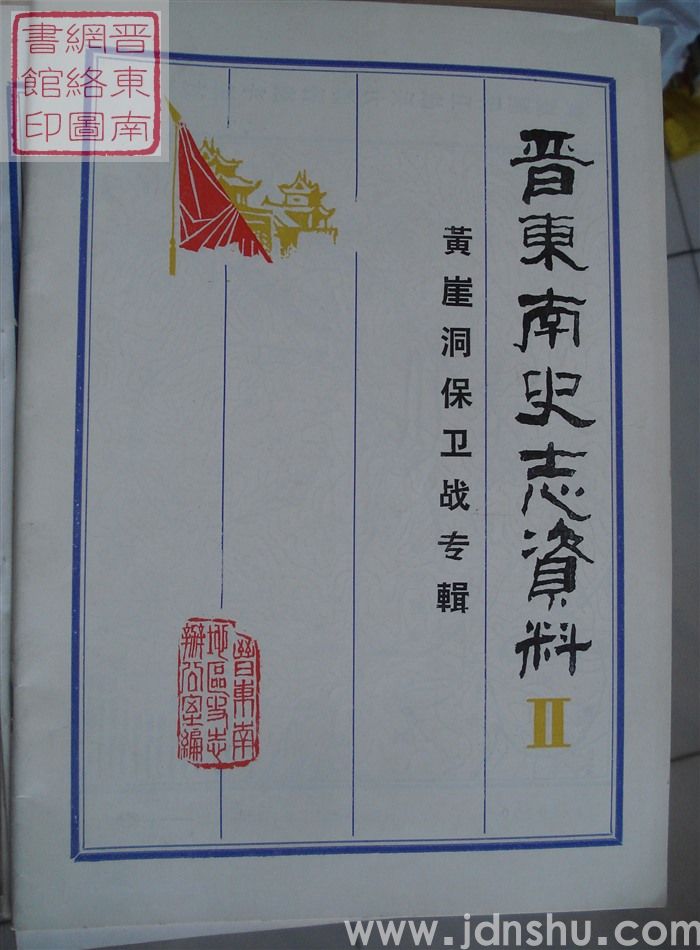 晋東南史志資料
II
黃崖洞保卫战专輯
晋東南
地區史志
辦公室編
晋東南
網絡圖
書館印
www.jdnshu.com